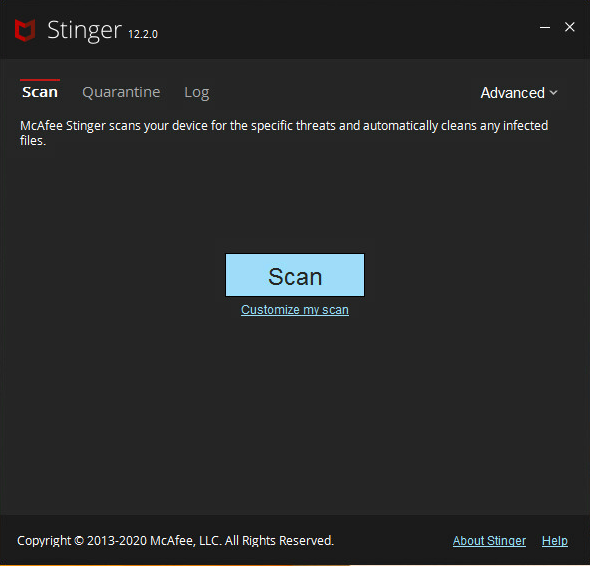 Stinger 12.2.0
Scan Quarantine Log Advanced
McAfee Stinger scans your device for the specific threats and automatically cleans any infected
files.
Scan
Customize my scan
Copyright © 2013-2020 McAfee, LLC. All Rights Reserved. About Stinger Help